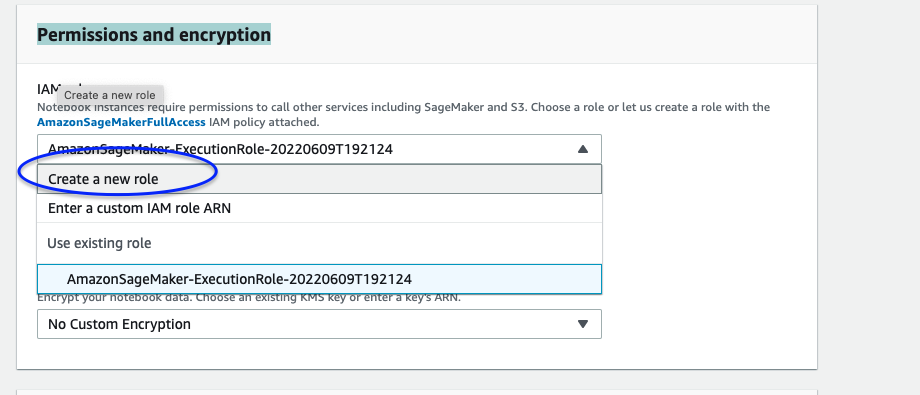 Permissions and encryption
IAM
Create a new role
Notebook instances require permissions to call other services including SageMaker and S3. Choose a role or let us create a role with the
AmazonSageMakerFullAccess IAM policy attached.
AmazonSageMaker-ExecutionRole-20220609T192124
Create a new role
Enter a custom IAM role ARN
Use existing role
AmazonSageMaker-ExecutionRole-20220609T192124
Encrypt your notebook data. Choose an existing KMS key or enter a key's ARN.
No Custom Encryption